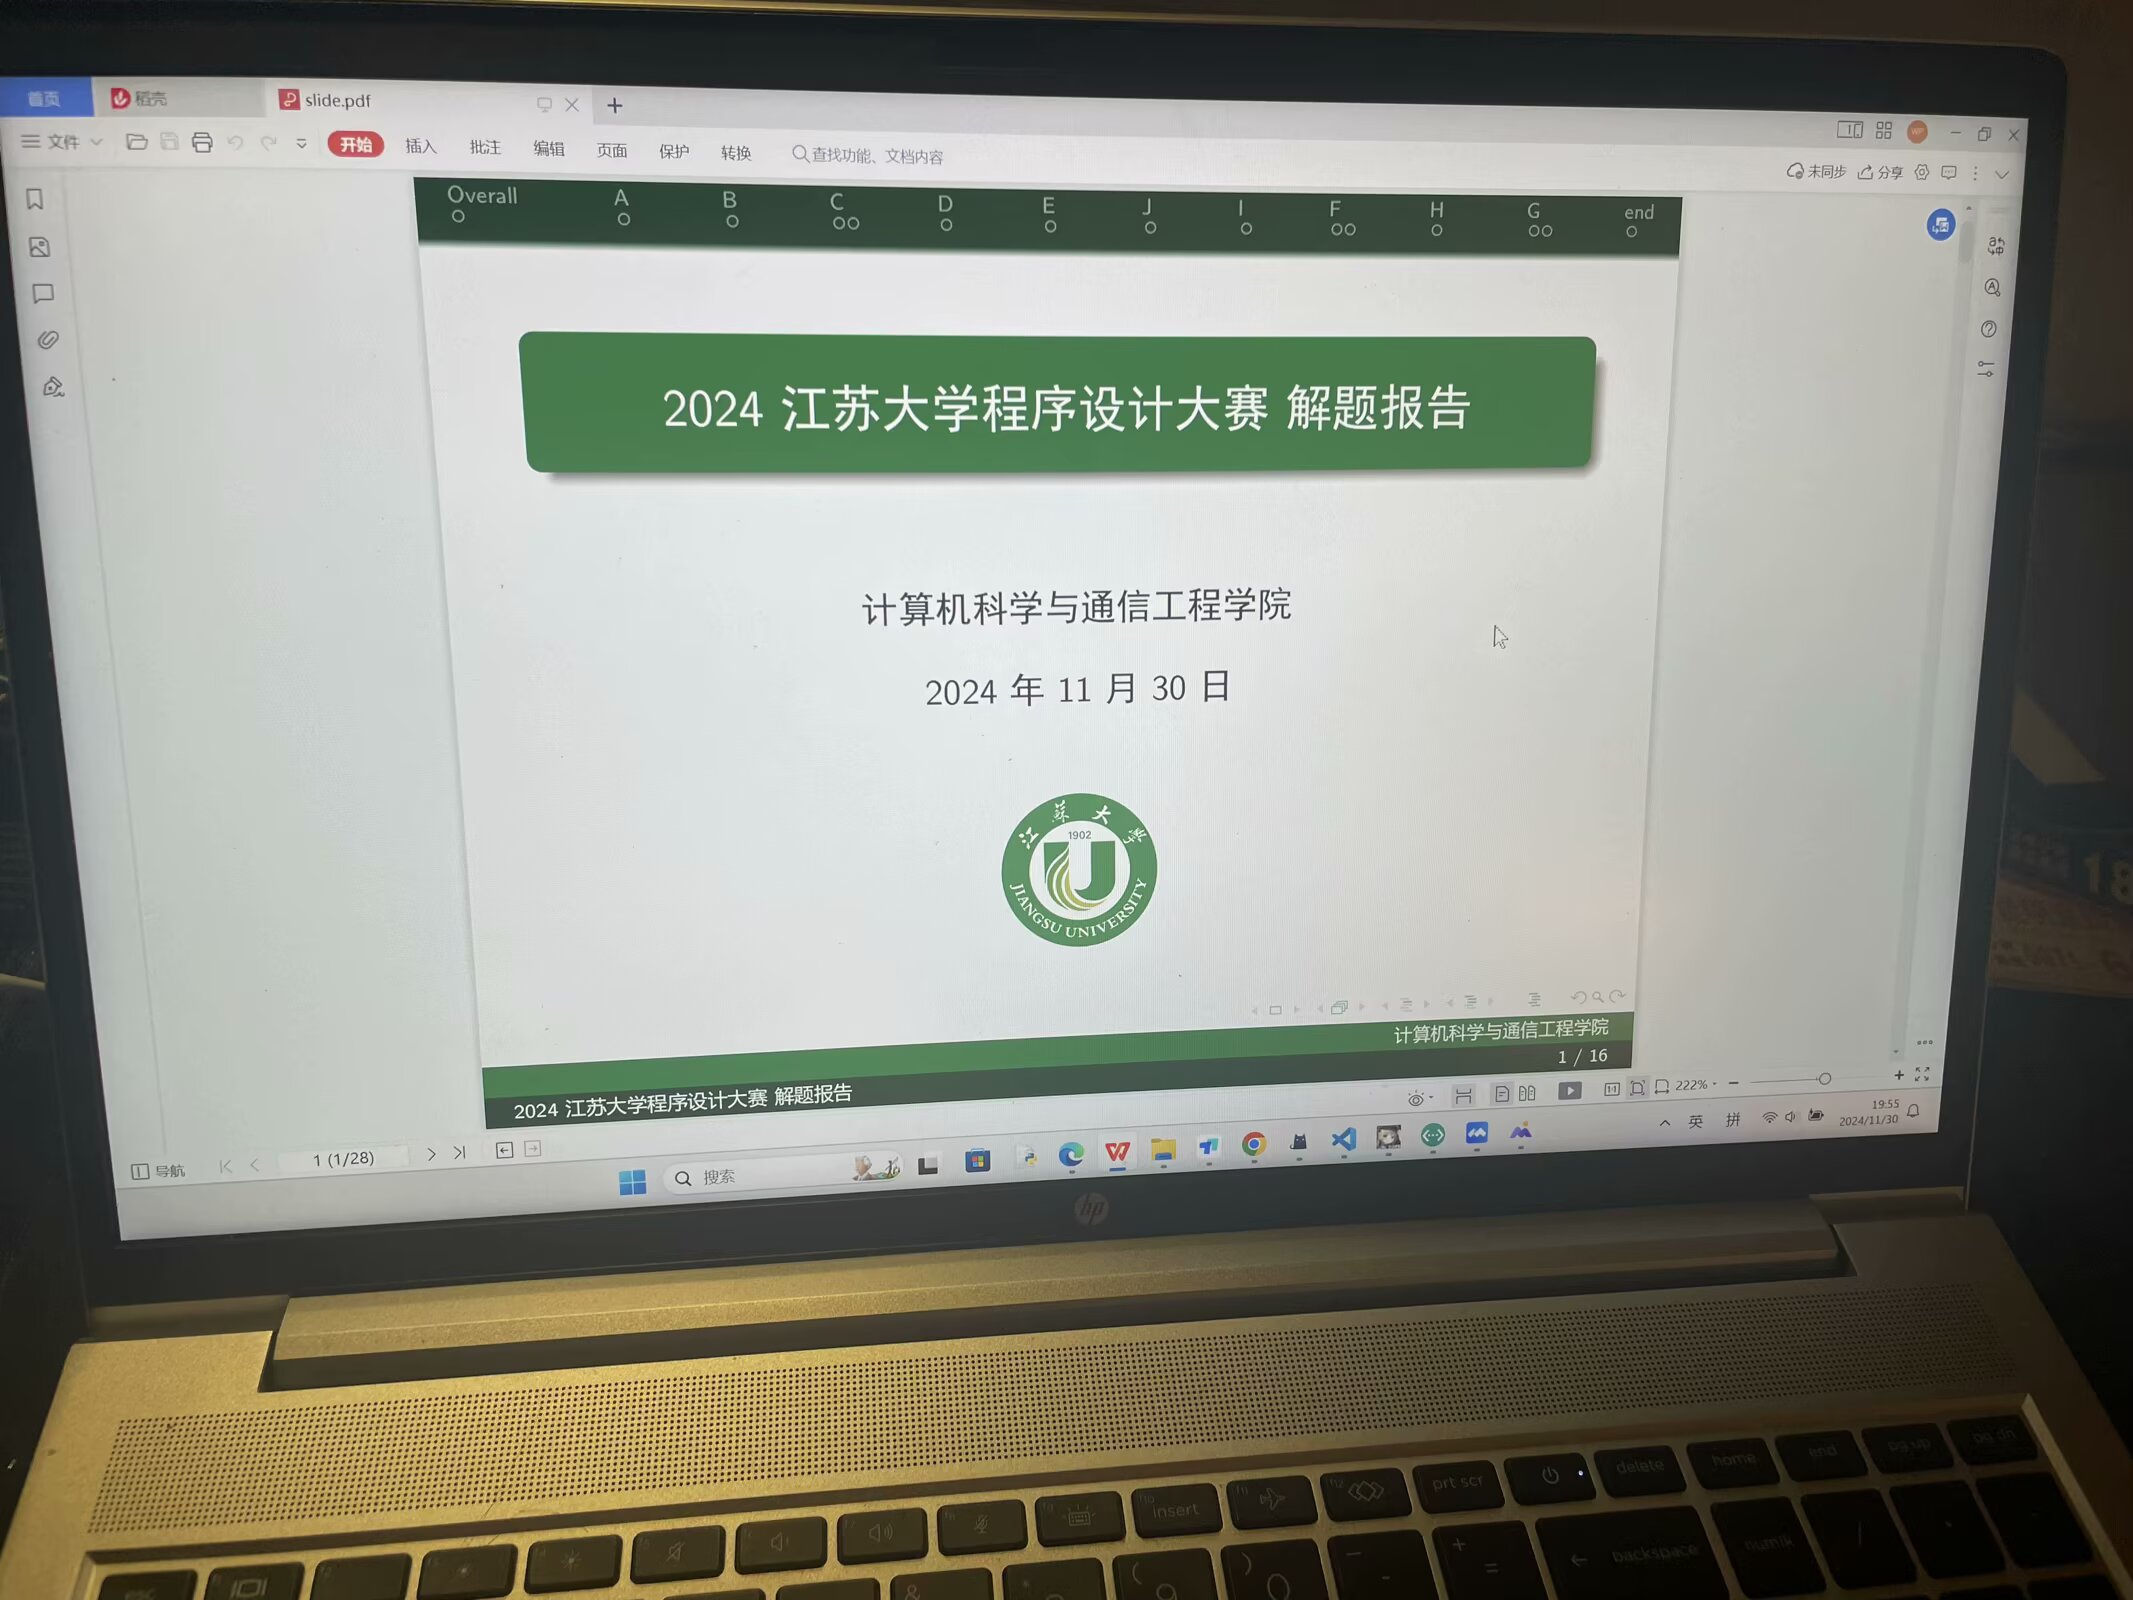 首页 稻壳 slide.pdf
文件 开始 插入 批注 编辑 页面 保护 转换 查找功能、文档内容
未同步 分享
Overall A B C D E J I F H G end
2024 江苏大学程序设计大赛 解题报告
计算机科学与通信工程学院
2024 年 11 月 30 日
江蘇大學
1902
JIANGSU UNIVERSITY
计算机科学与通信工程学院
1 / 16
2024 江苏大学程序设计大赛 解题报告
222%
导航 1 (1/28)
搜索
英 拼 19:55
2024/11/30
hp
insert prt scr delete home end pg up pg dn
backspace numlk